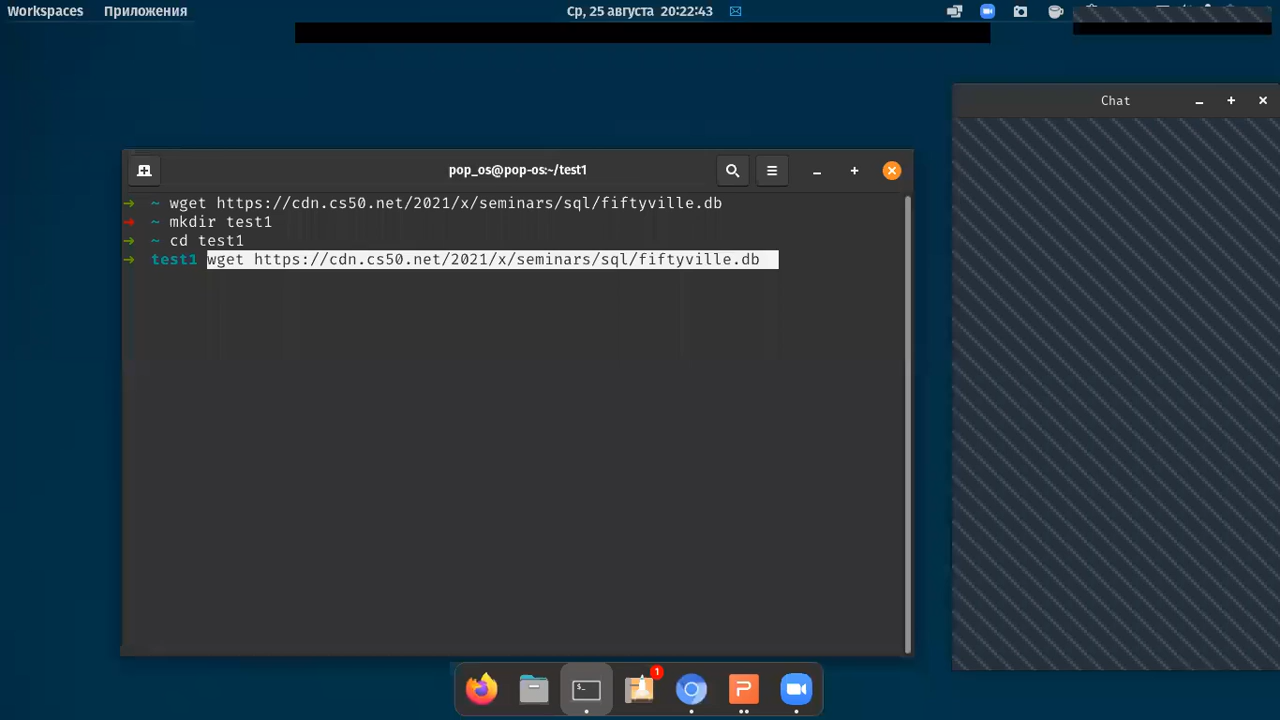 Workspaces Приложения Ср, 25 августа 20:22:43
Chat
pop_os@pop-os:~/test1
➜ ~ wget https://cdn.cs50.net/2021/x/seminars/sql/fiftyville.db
➜ ~ mkdir test1
➜ ~ cd test1
➜ test1 wget https://cdn.cs50.net/2021/x/seminars/sql/fiftyville.db
1